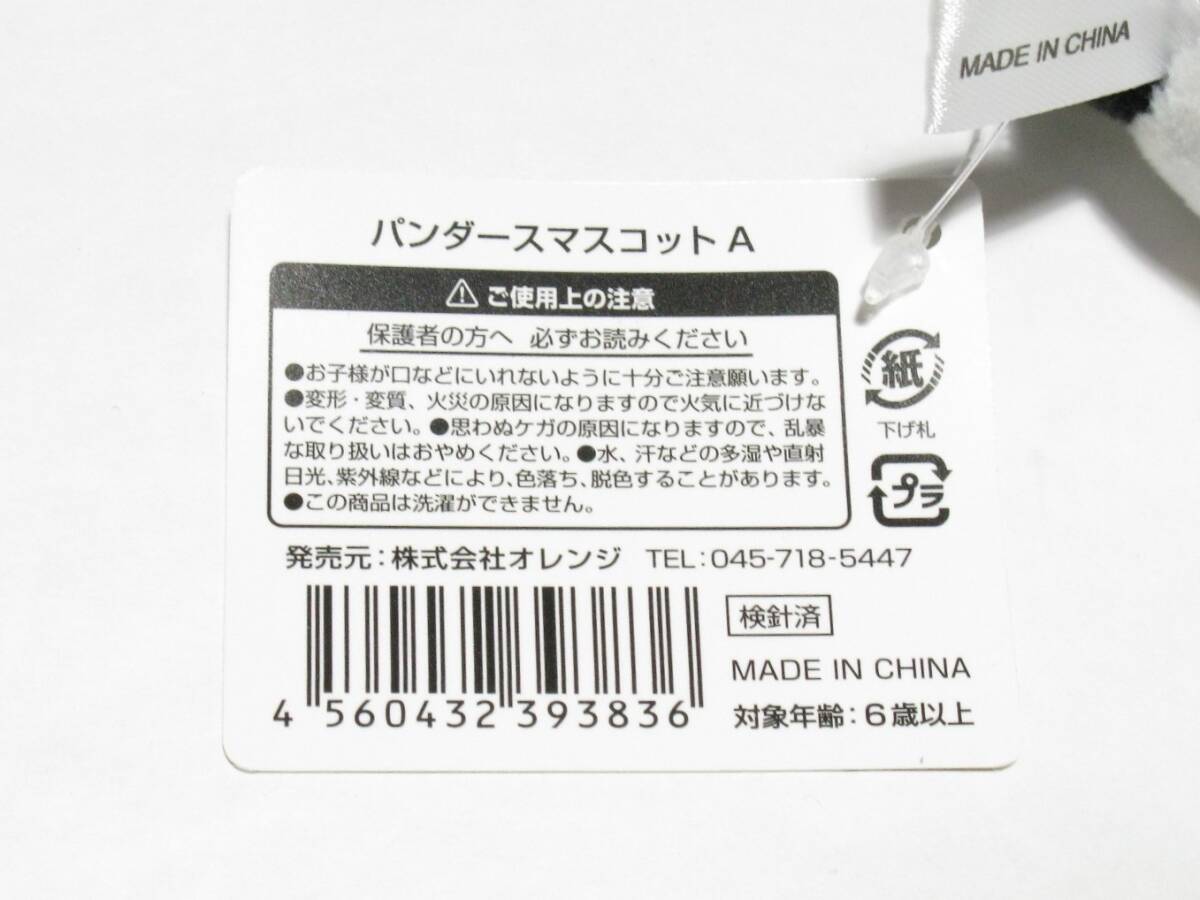 MADE IN CHINA
パンダースマスコット A
⚠ ご使用上の注意
保護者の方へ 必ずお読みください
●お子様が口などにいれないように十分ご注意願います。
●変形・変質、火災の原因になりますので火気に近づけな
いでください。●思わぬケガの原因になりますので、乱暴
な取り扱いはおやめください。●水、汗などの多湿や直射
日光、紫外線などにより、色落ち、脱色することがあります。
●この商品は洗濯ができません。
紙
下げ札
プラ
発売元：株式会社オレンジ TEL:045-718-5447
4 560432 393836
検針済
MADE IN CHINA
対象年齢：6歳以上